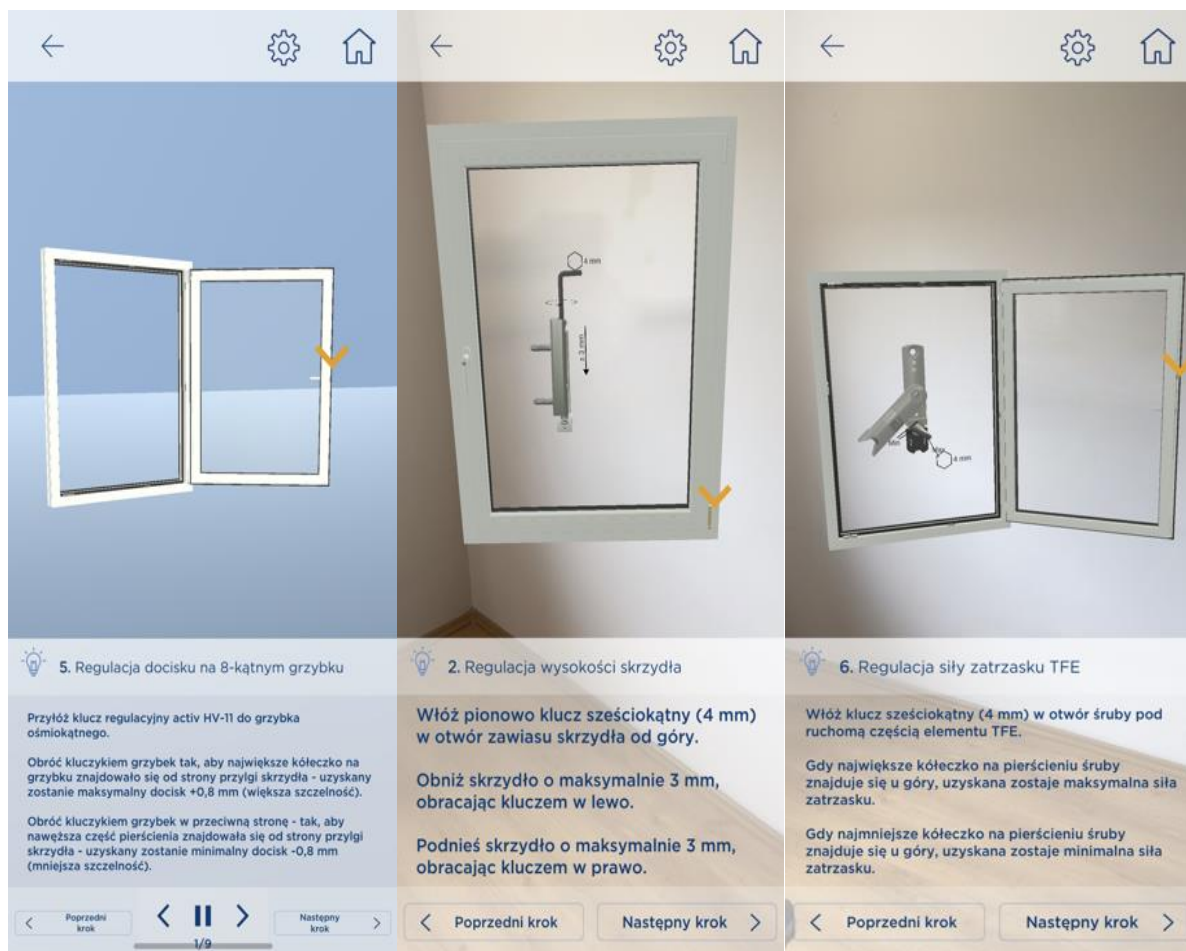 5. Regulacja docisku na 8-kątnym grzybku
Przyłóż klucz regulacyjny activ HV-11 do grzybka
ośmiokątnego.
Obróć kluczykiem grzybek tak, aby największe kółeczko na
grzybku znajdowało się od strony przylgi skrzydła - uzyskany
zostanie maksymalny docisk +0,8 mm (większa szczelność).
Obróć kluczykiem grzybek w przeciwną stronę - tak, aby
nawęższa część pierścienia znajdowała się od strony przylgi
skrzydła - uzyskany zostanie minimalny docisk -0,8 mm
(mniejsza szczelność).
Poprzedni
krok
1/9
Następny
krok
4 mm
± 3 mm
2. Regulacja wysokości skrzydła
Włóż pionowo klucz sześciokątny (4 mm)
w otwór zawiasu skrzydła od góry.
Obniż skrzydło o maksymalnie 3 mm,
obracając kluczem w lewo.
Podnieś skrzydło o maksymalnie 3 mm,
obracając kluczem w prawo.
Poprzedni krok
Następny krok
Min
Max
4 mm
6. Regulacja siły zatrzasku TFE
Włóż klucz sześciokątny (4 mm) w otwór śruby pod
ruchomą częścią elementu TFE.
Gdy największe kółeczko na pierścieniu śruby
znajduje się u góry, uzyskana zostaje maksymalna siła
zatrzasku.
Gdy najmniejsze kółeczko na pierścieniu śruby
znajduje się u góry, uzyskana zostaje minimalna siła
zatrzasku.
Poprzedni krok
Następny krok